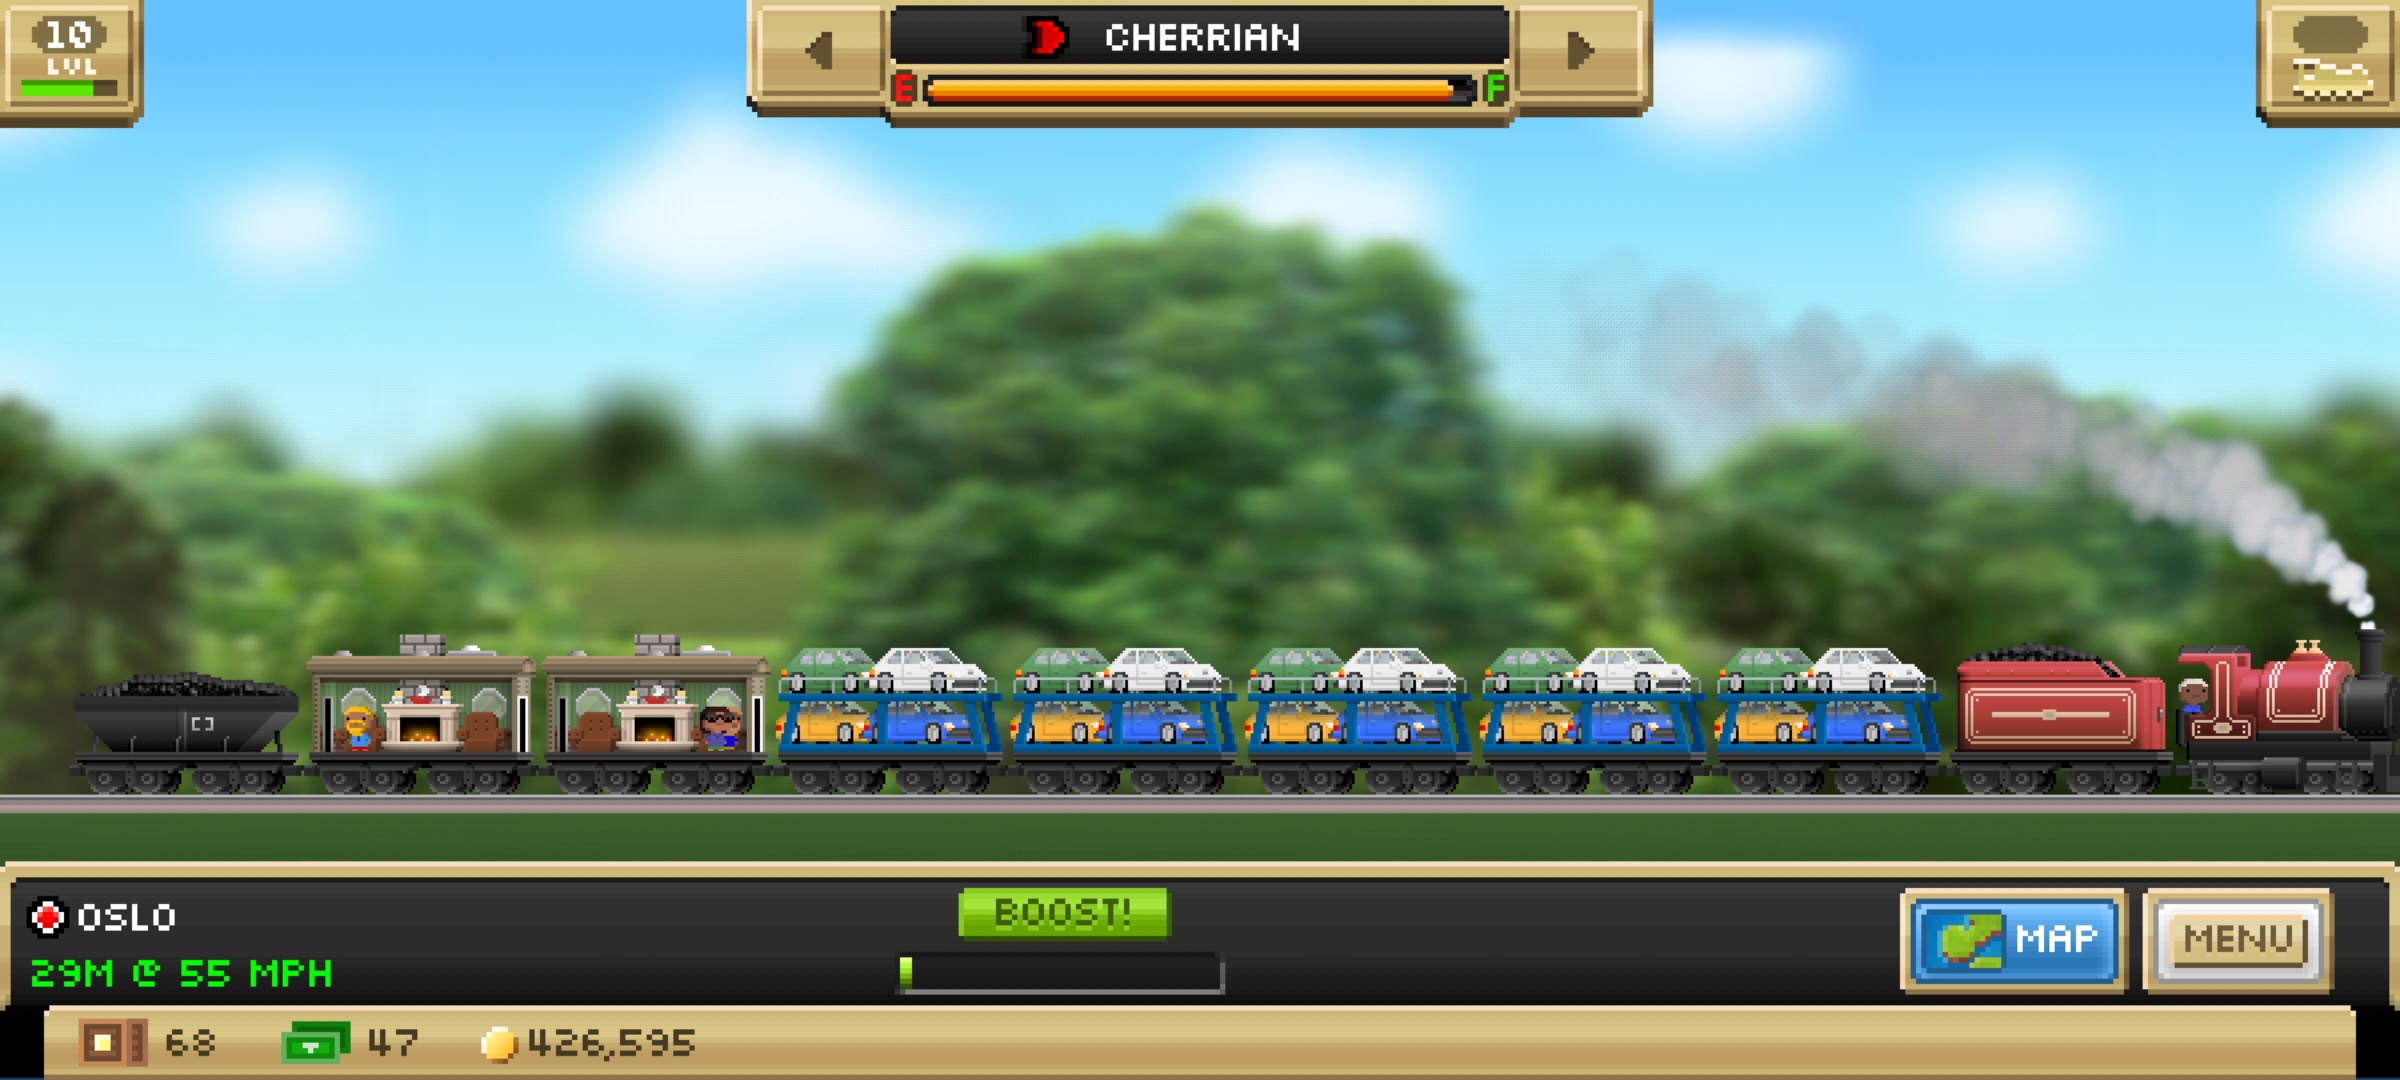 10
LVL
CHERRIAN
E F
OSLO
29M @ 55 MPH
BOOST!
MAP
MENU
68
47
426,595